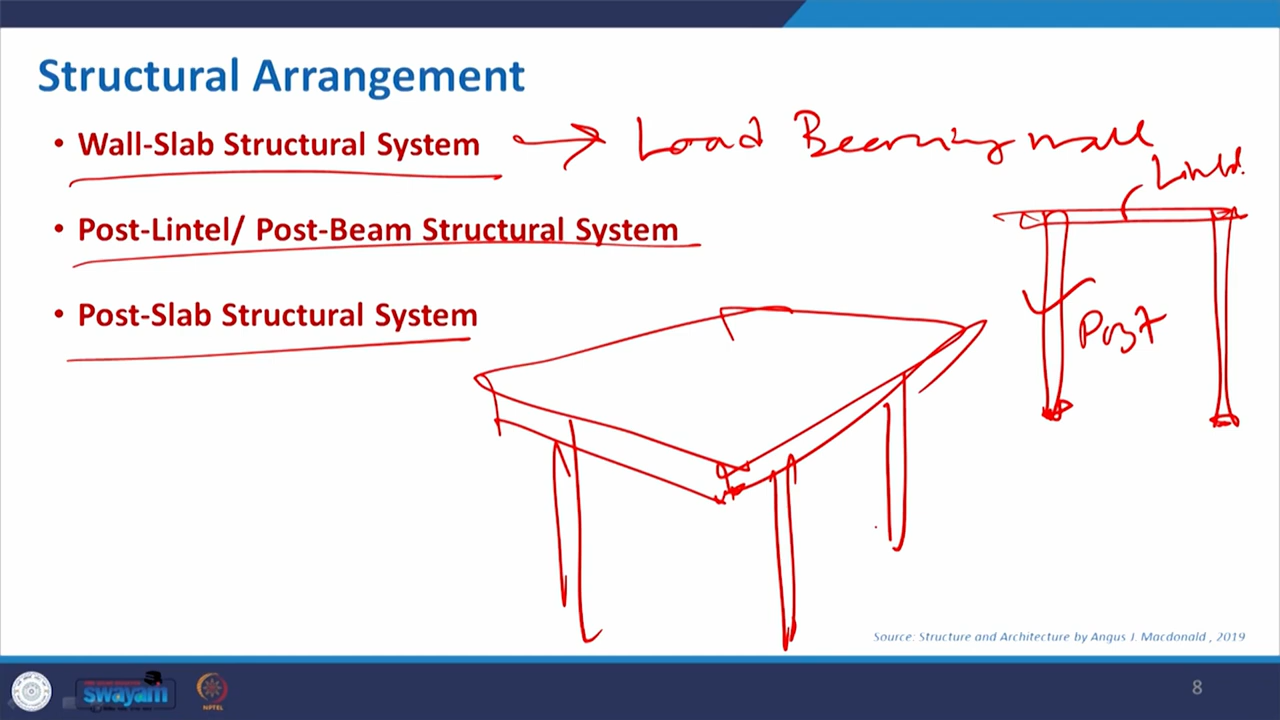 Structural Arrangement
• Wall-Slab Structural System → Load Bearing wall
Lintel
• Post-Lintel/ Post-Beam Structural System
• Post-Slab Structural System
Post
Source: Structure and Architecture by Angus J. Macdonald , 2019
swayam
NPTEL
8